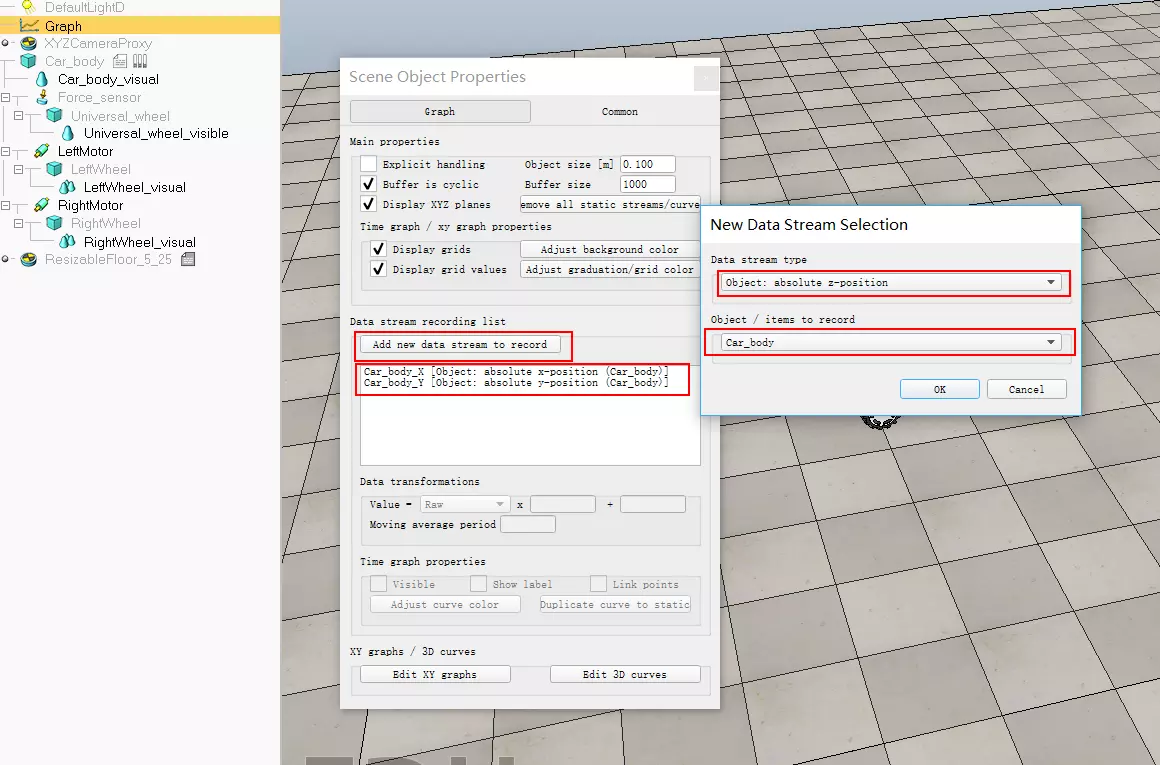 DefaultLightD
Graph
XYZCameraProxy
Car_body
Car_body_visual
Force_sensor
Universal_wheel
Universal_wheel_visible
LeftMotor
LeftWheel
LeftWheel_visual
RightMotor
RightWheel
RightWheel_visual
ResizableFloor_5_25
Scene Object Properties
Graph Common
Main properties
Explicit handling Object size [m] 0.100
Buffer is cyclic Buffer size 1000
Display XYZ planes emove all static streams/curve
Time graph / xy graph properties
Display grids Adjust background color
Display grid values Adjust graduation/grid color
Data stream recording list
Add new data stream to record
Car_body_X [Object: absolute x-position (Car_body)]
Car_body_Y [Object: absolute y-position (Car_body)]
Data transformations
Value = Raw x +
Moving average period
Time graph properties
Visible Show label Link points
Adjust curve color Duplicate curve to static
XY graphs / 3D curves
Edit XY graphs Edit 3D curves
New Data Stream Selection
Data stream type
Object: absolute z-position
Object / items to record
Car_body
OK Cancel